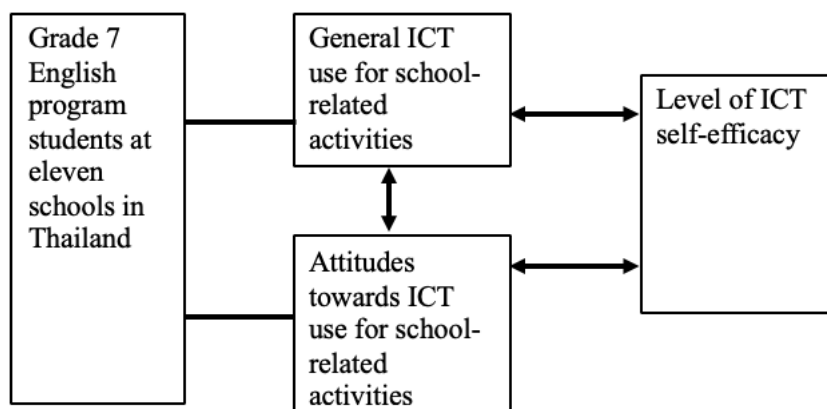 Grade 7
English
program
students at
eleven
schools in
Thailand
General ICT
use for school-
related
activities
Attitudes
towards ICT
use for school-
related
activities
Level of ICT
self-efficacy